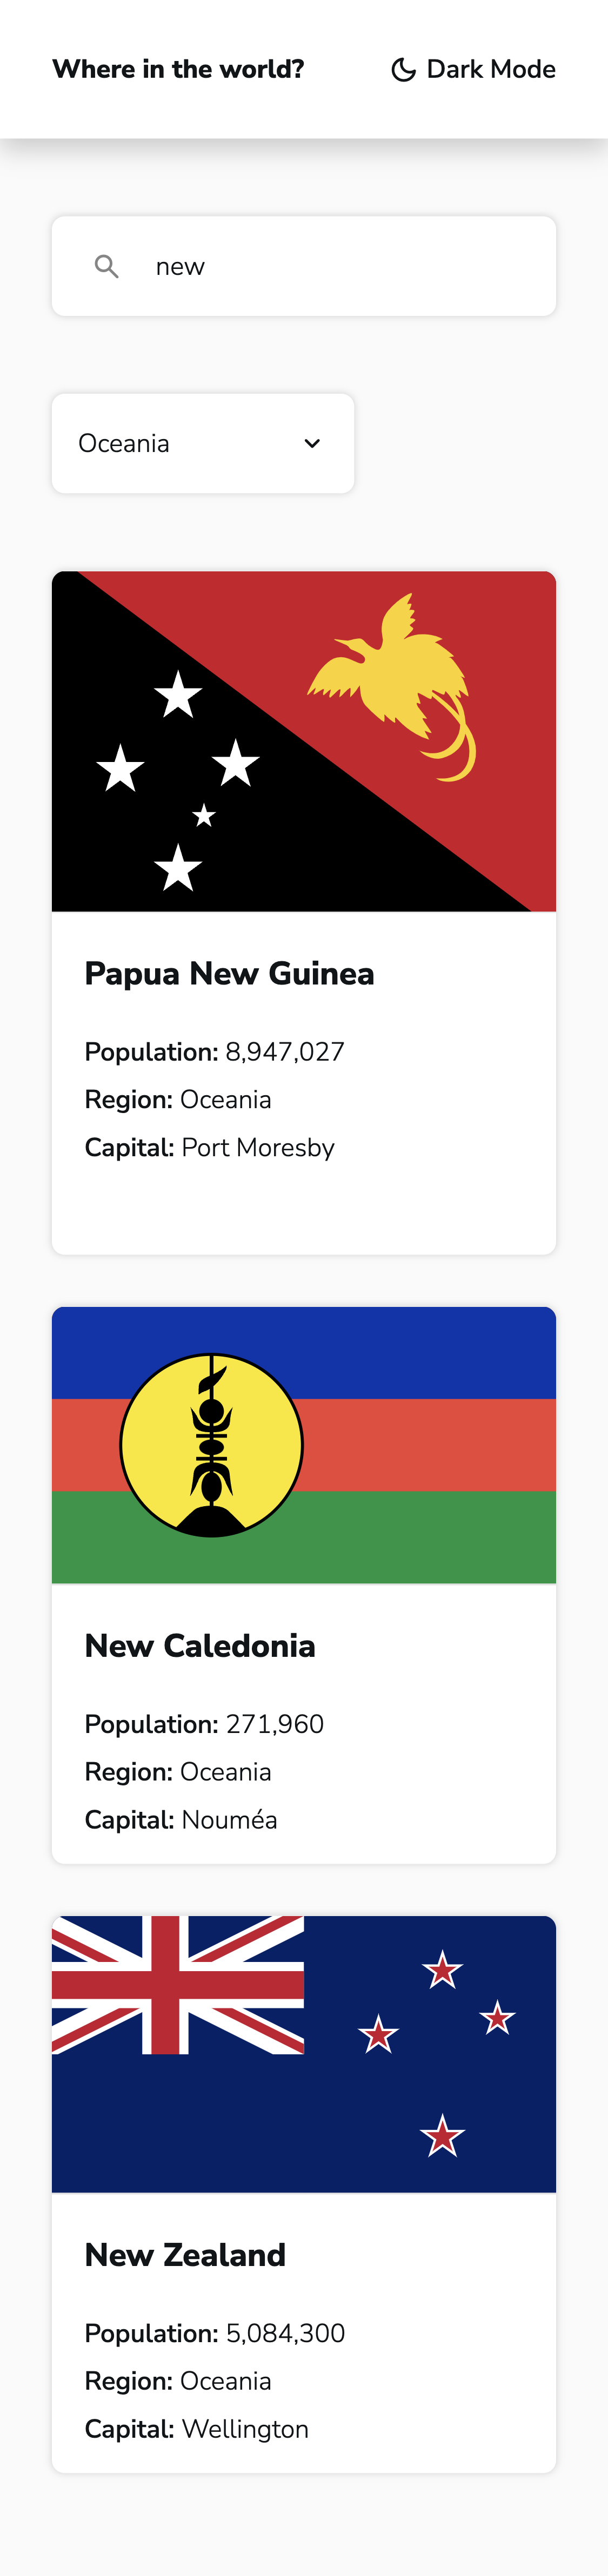 Where in the world?
Dark Mode
new
Oceania
Papua New Guinea
Population: 8,947,027
Region: Oceania
Capital: Port Moresby
New Caledonia
Population: 271,960
Region: Oceania
Capital: Nouméa
New Zealand
Population: 5,084,300
Region: Oceania
Capital: Wellington